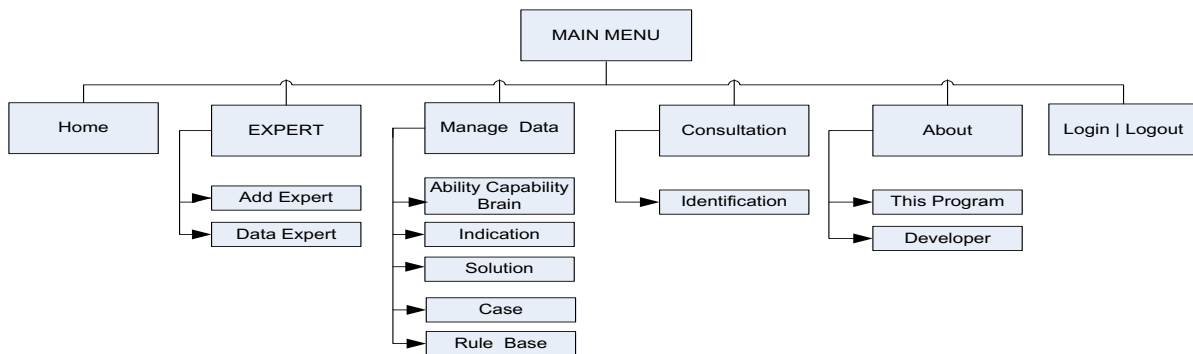 MAIN MENU
Home
EXPERT
Manage Data
Consultation
About
Login | Logout
Add Expert
Data Expert
Ability Capability
Brain
Indication
Solution
Case
Rule Base
Identification
This Program
Developer